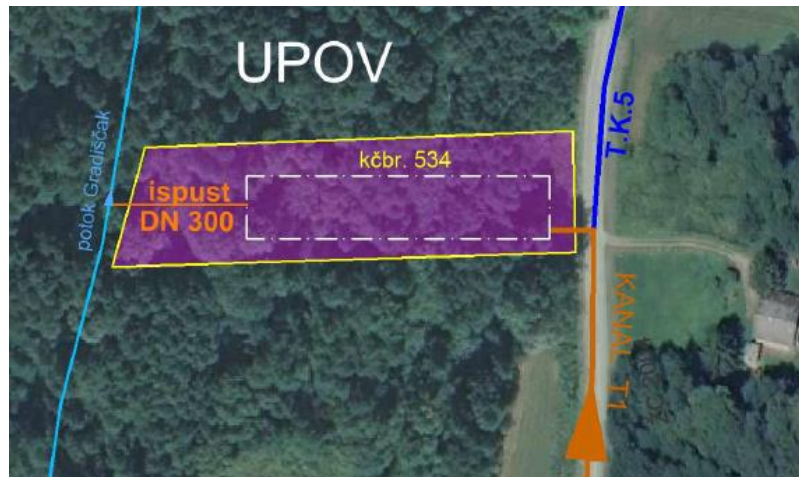 UPOV
kčbr. 534
T.K.5
potok Gradiščak
ispust
DN 300
KANAL T1